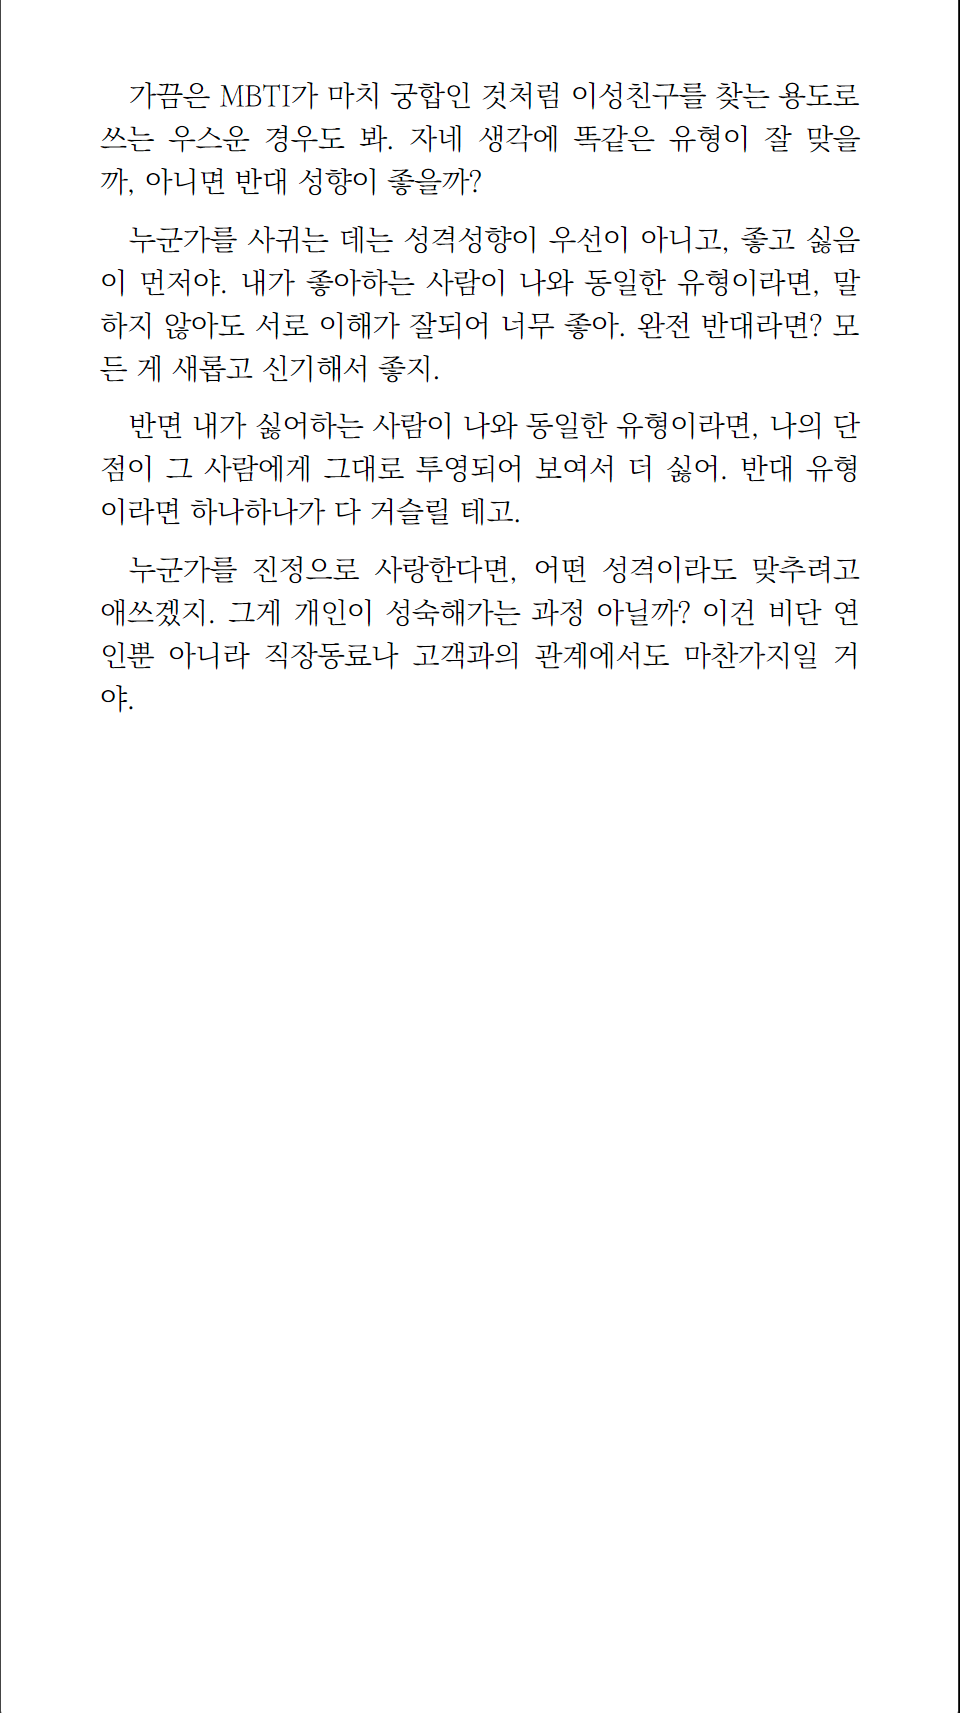 가끔은 MBTI가 마치 궁합인 것처럼 이성친구를 찾는 용도로
쓰는 우스운 경우도 봐. 자네 생각에 똑같은 유형이 잘 맞을
까, 아니면 반대 성향이 좋을까?
누군가를 사귀는 데는 성격성향이 우선이 아니고, 좋고 싫음
이 먼저야. 내가 좋아하는 사람이 나와 동일한 유형이라면, 말
하지 않아도 서로 이해가 잘되어 너무 좋아. 완전 반대라면? 모
든 게 새롭고 신기해서 좋지.
반면 내가 싫어하는 사람이 나와 동일한 유형이라면, 나의 단
점이 그 사람에게 그대로 투영되어 보여서 더 싫어. 반대 유형
이라면 하나하나가 다 거슬릴 테고.
누군가를 진정으로 사랑한다면, 어떤 성격이라도 맞추려고
애쓰겠지. 그게 개인이 성숙해가는 과정 아닐까? 이건 비단 연
인뿐 아니라 직장동료나 고객과의 관계에서도 마찬가지일 거
야.